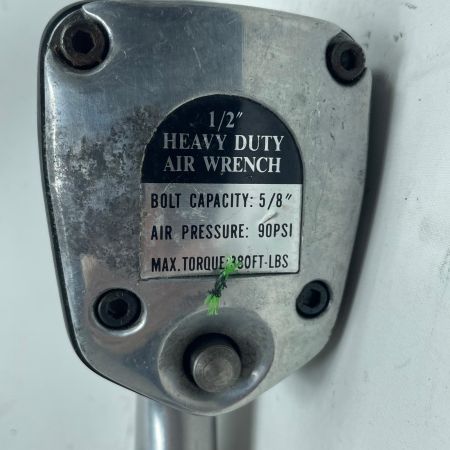 1/2"
HEAVY DUTY
AIR WRENCH
BOLT CAPACITY: 5/8"
AIR PRESSURE: 90PSI
MAX. TORQUE: